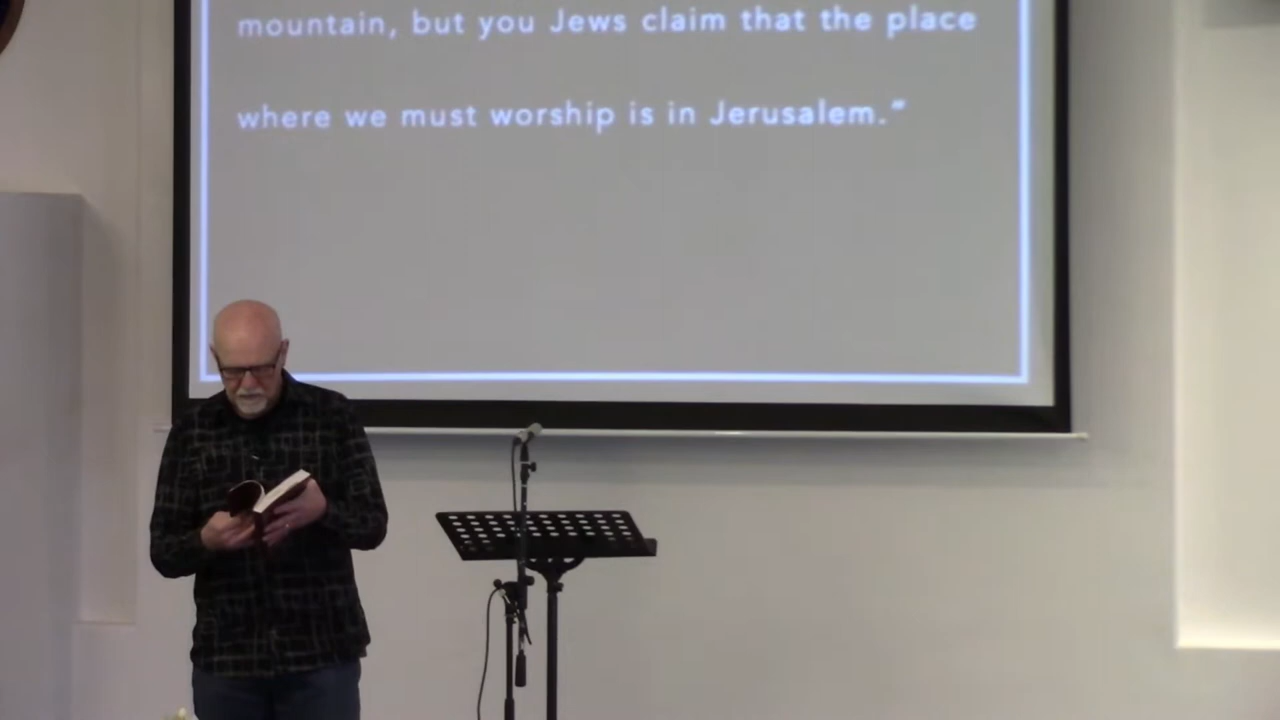 mountain, but you Jews claim that the place
where we must worship is in Jerusalem.”